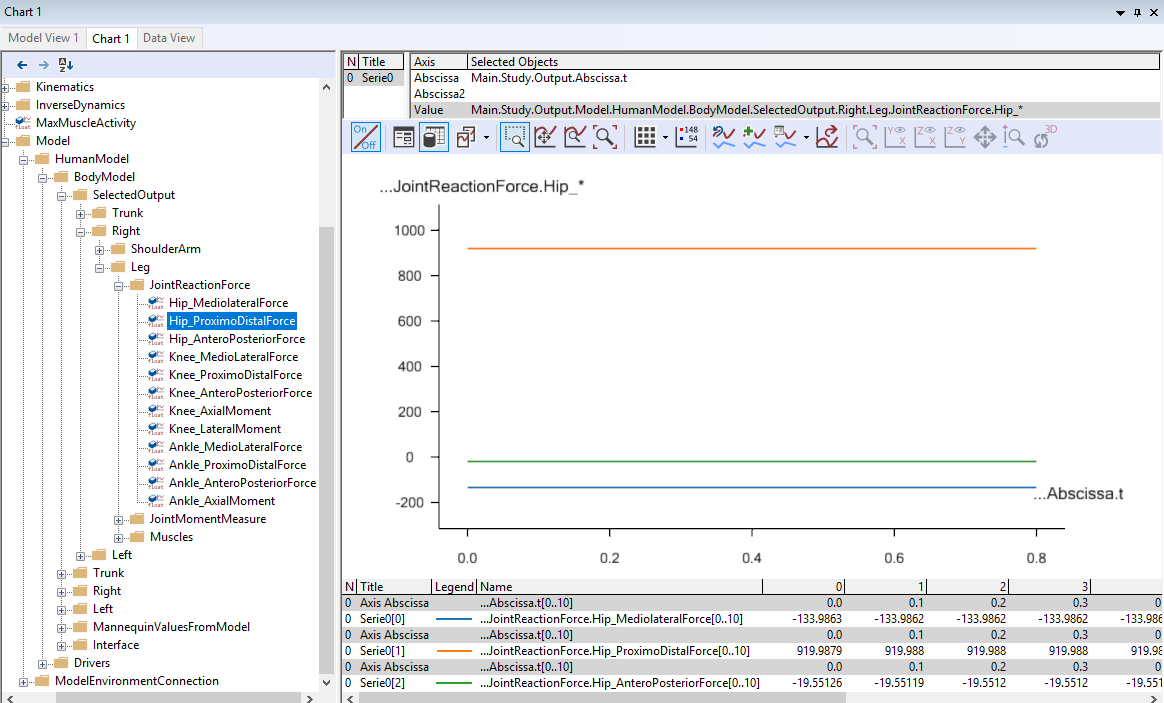 Chart 1
Model View 1 Chart 1 Data View
Kinematics
InverseDynamics
MaxMuscleActivity
Model
HumanModel
BodyModel
SelectedOutput
Trunk
Right
ShoulderArm
Leg
JointReactionForce
Hip_MediolateralForce
Hip_ProximoDistalForce
Hip_AnteroPosteriorForce
Knee_MedioLateralForce
Knee_ProximoDistalForce
Knee_AnteroPosteriorForce
Knee_AxialMoment
Knee_LateralMoment
Ankle_MedioLateralForce
Ankle_ProximoDistalForce
Ankle_AnteroPosteriorForce
Ankle_AxialMoment
JointMomentMeasure
Muscles
Left
Trunk
Right
Left
MannequinValuesFromModel
Interface
Drivers
ModelEnvironmentConnection
N Title Axis Selected Objects
0 Serie0 Abscissa Main.Study.Output.Abscissa.t
Abscissa2
Value Main.Study.Output.Model.HumanModel.BodyModel.SelectedOutput.Right.Leg.JointReactionForce.Hip_*
On/Off
148
54
3D
...JointReactionForce.Hip_*
1000
800
600
400
200
0
-200
...Abscissa.t
0.0 0.2 0.4 0.6 0.8
N Title Legend Name 0 1 2 3
0 Axis Abscissa ...Abscissa.t[0..10] 0.0 0.1 0.2 0.3 0
0 Serie0[0] ...JointReactionForce.Hip_MediolateralForce[0..10] -133.9863 -133.9862 -133.9862 -133.9862 -133.986
0 Axis Abscissa ...Abscissa.t[0..10] 0.0 0.1 0.2 0.3 0
0 Serie0[1] ...JointReactionForce.Hip_ProximoDistalForce[0..10] 919.9879 919.988 919.988 919.988 919.98
0 Axis Abscissa ...Abscissa.t[0..10] 0.0 0.1 0.2 0.3 0
0 Serie0[2] ...JointReactionForce.Hip_AnteroPosteriorForce[0..10] -19.55126 -19.55119 -19.5512 -19.5512 -19.551